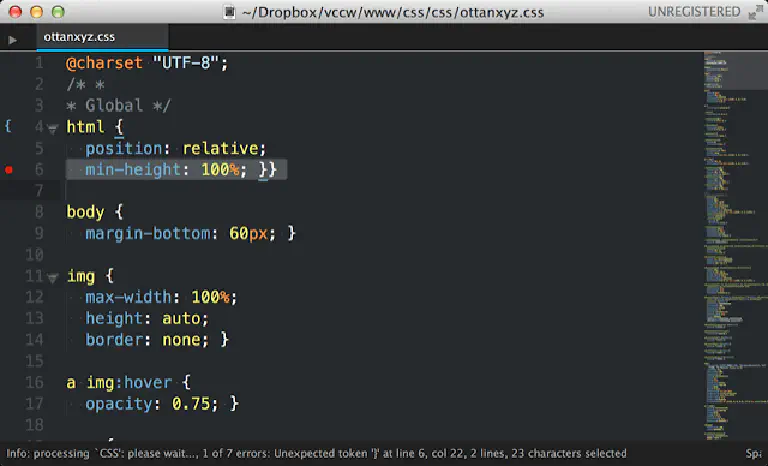 ~/Dropbox/vccw/www/css/css/ottanxyz.css UNREGISTERED
ottanxyz.css
1 @charset "UTF-8";
2 /* *
3 * Global */
{ 4 html {
5 position: relative;
6 min-height: 100%; }}
7
8 body {
9 margin-bottom: 60px; }
10
11 img {
12 max-width: 100%;
13 height: auto;
14 border: none; }
15
16 a img:hover {
17 opacity: 0.75; }
Info: processing `CSS': please wait..., 1 of 7 errors: Unexpected token '}' at line 6, col 22, 2 lines, 23 characters selected